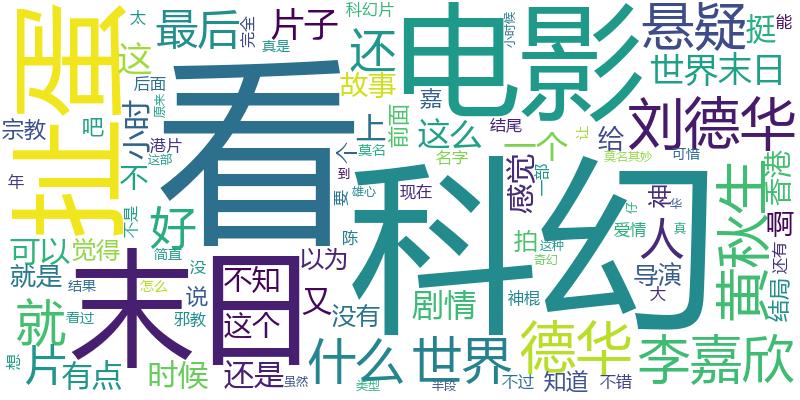 扯蛋
看
电影
科幻
末日
最后
片子
还
悬疑
挺
能
世界末日
刘德华
黄秋生
香港
李嘉欣
德华
世界
什么
就
片
有点
好
可以
觉得
就是
不
小时
这
故事
前面
上
嘉
这么
结尾
一个
给
感觉
神
人
哥
导演
拍
剧情
没有
以为
又
不知
这个
还是
时候
说
邪教
结局
知道
神棍
不错
不过
现在
爱情
名字
港片
莫名
宗教
吧
后面
太
完全
真是
科幻片
小时候
原来
这部
年
不是
个
到
要
雄心
陈
简直
没
结果
怎么
看过
想
虽然
类型
半段
奇幻
这种
一部
让
莫名其妙
可惜
仔
华
真
还有
大